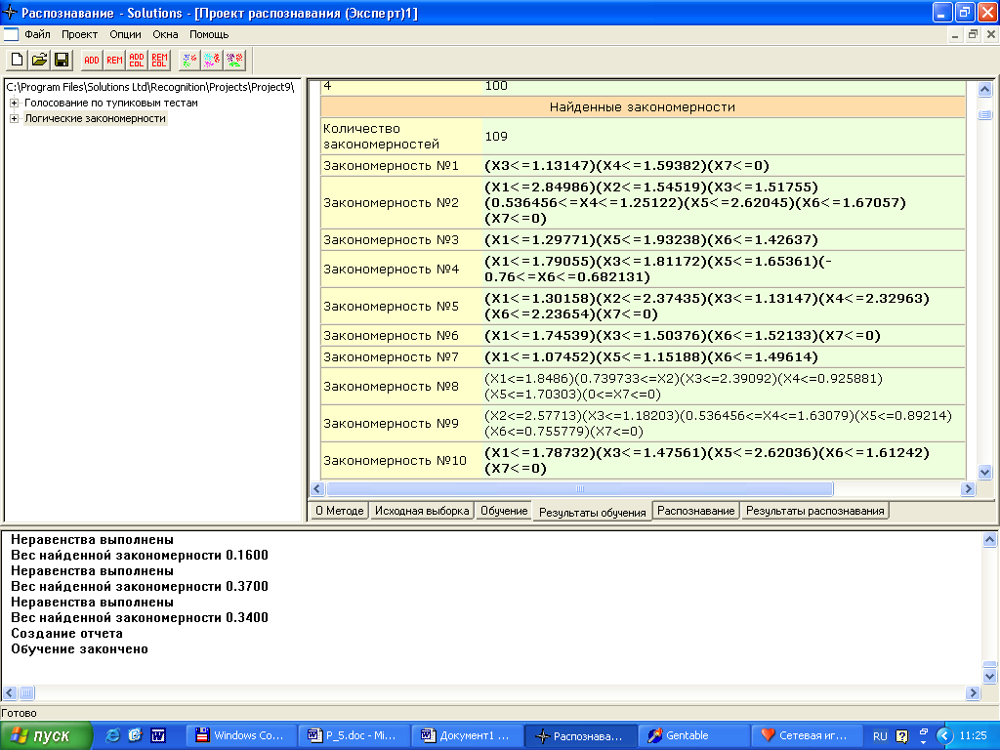 Распознавание - Solutions - [Проект распознавания (Эксперт)1]
Файл Проект Опции Окна Помощь
ADD REM ADD COL REM COL
C:\Program Files\Solutions Ltd\Recognition\Projects\Project9\
Голосование по тупиковым тестам
Логические закономерности
4 100
Найденные закономерности
Количество
закономерностей
109
Закономерность №1 (X3<=1.13147)(X4<=1.59382)(X7<=0)
Закономерность №2
(X1<=2.84986)(X2<=1.54519)(X3<=1.51755)
(0.536456<=X4<=1.25122)(X5<=2.62045)(X6<=1.67057)
(X7<=0)
Закономерность №3 (X1<=1.29771)(X5<=1.93238)(X6<=1.42637)
Закономерность №4
(X1<=1.79055)(X3<=1.81172)(X5<=1.65361)(-
0.76<=X6<=0.682131)
Закономерность №5
(X1<=1.30158)(X2<=2.37435)(X3<=1.13147)(X4<=2.32963)
(X6<=2.23654)(X7<=0)
Закономерность №6 (X1<=1.74539)(X3<=1.50376)(X6<=1.52133)(X7<=0)
Закономерность №7 (X1<=1.07452)(X5<=1.15188)(X6<=1.49614)
Закономерность №8
(X1<=1.8486)(0.739733<=X2)(X3<=2.39092)(X4<=0.925881)
(X5<=1.70303)(0<=X7<=0)
Закономерность №9
(X2<=2.57713)(X3<=1.18203)(0.536456<=X4<=1.63079)(X5<=0.89214)
(X6<=0.755779)(X7<=0)
Закономерность №10
(X1<=1.78732)(X3<=1.47561)(X5<=2.62036)(X6<=1.61242)
(X7<=0)
О Методе Исходная выборка Обучение Результаты обучения Распознавание Результаты распознавания
Неравенства выполнены
Вес найденной закономерности 0.1600
Неравенства выполнены
Вес найденной закономерности 0.3700
Неравенства выполнены
Вес найденной закономерности 0.3400
Создание отчета
Обучение закончено
Готово
пуск Windows Co... P_5.doc - Mi... Документ1 ... Распознава... Gentable Сетевая иг... RU 11:25